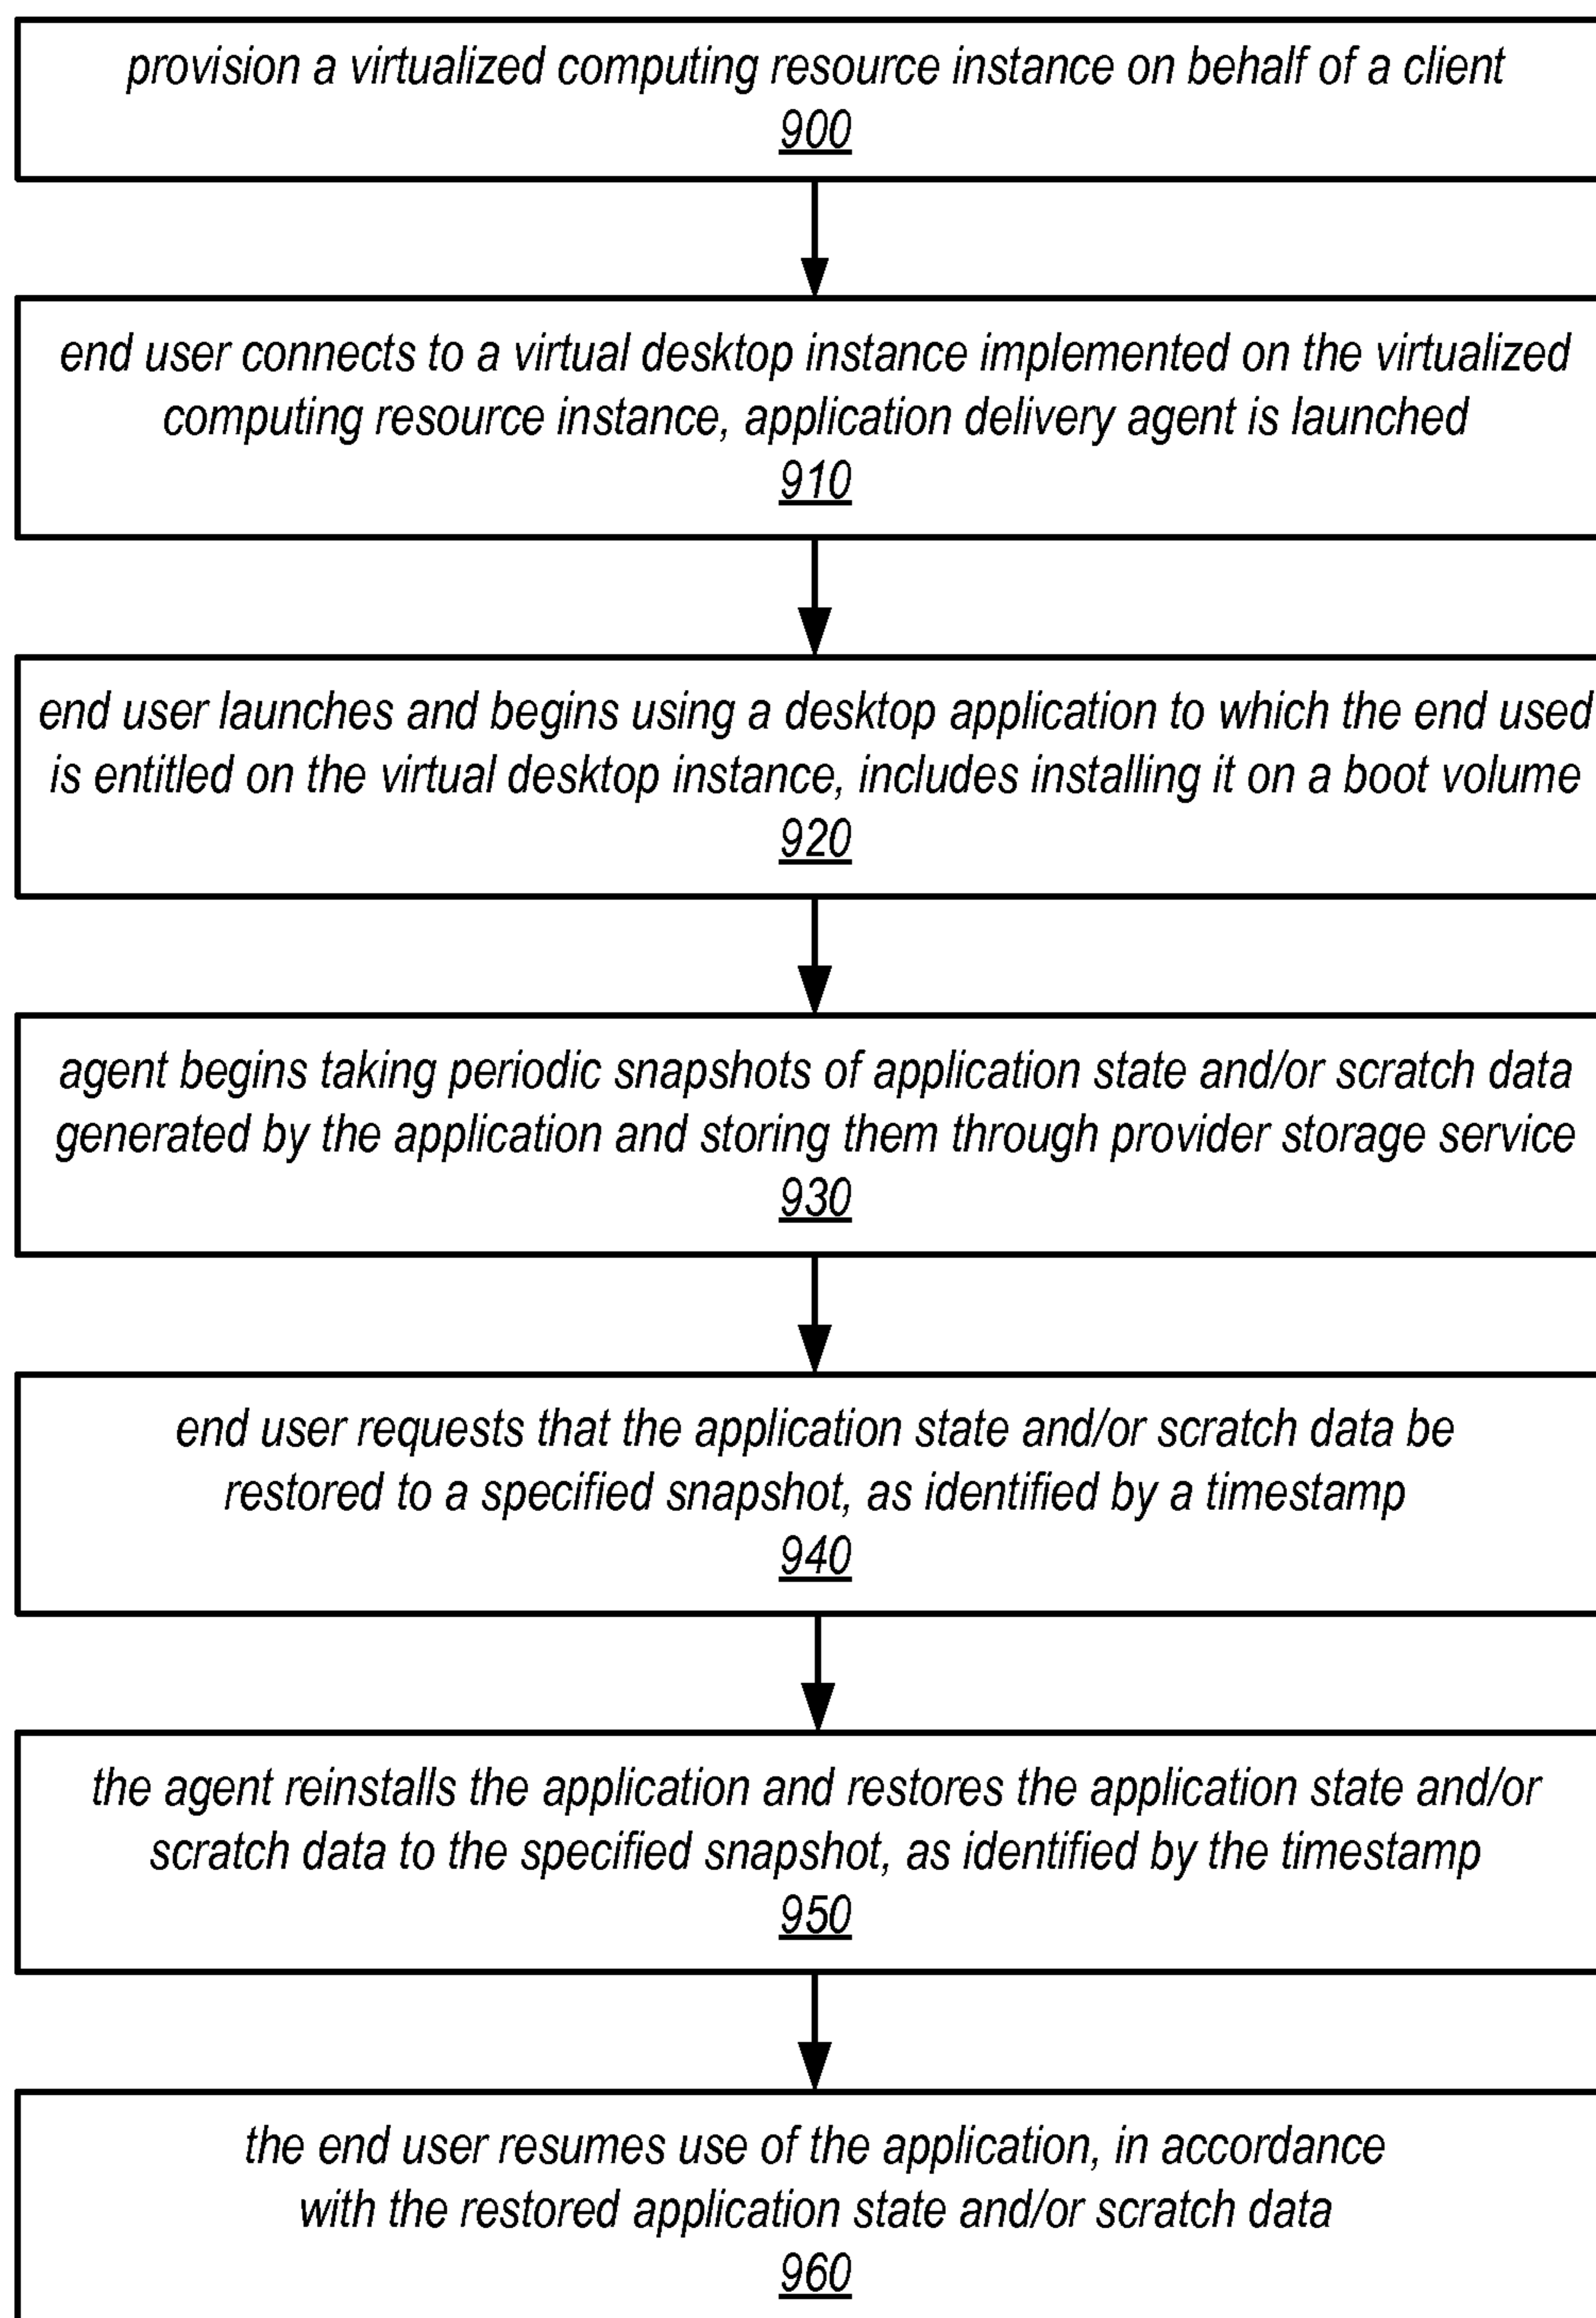 provision a virtualized computing resource instance on behalf of a client
900
end user connects to a virtual desktop instance implemented on the virtualized
computing resource instance, application delivery agent is launched
910
end user launches and begins using a desktop application to which the end used
is entitled on the virtual desktop instance, includes installing it on a boot volume
920
agent begins taking periodic snapshots of application state and/or scratch data
generated by the application and storing them through provider storage service
930
end user requests that the application state and/or scratch data be
restored to a specified snapshot, as identified by a timestamp
940
the agent reinstalls the application and restores the application state and/or
scratch data to the specified snapshot, as identified by the timestamp
950
the end user resumes use of the application, in accordance
with the restored application state and/or scratch data
960